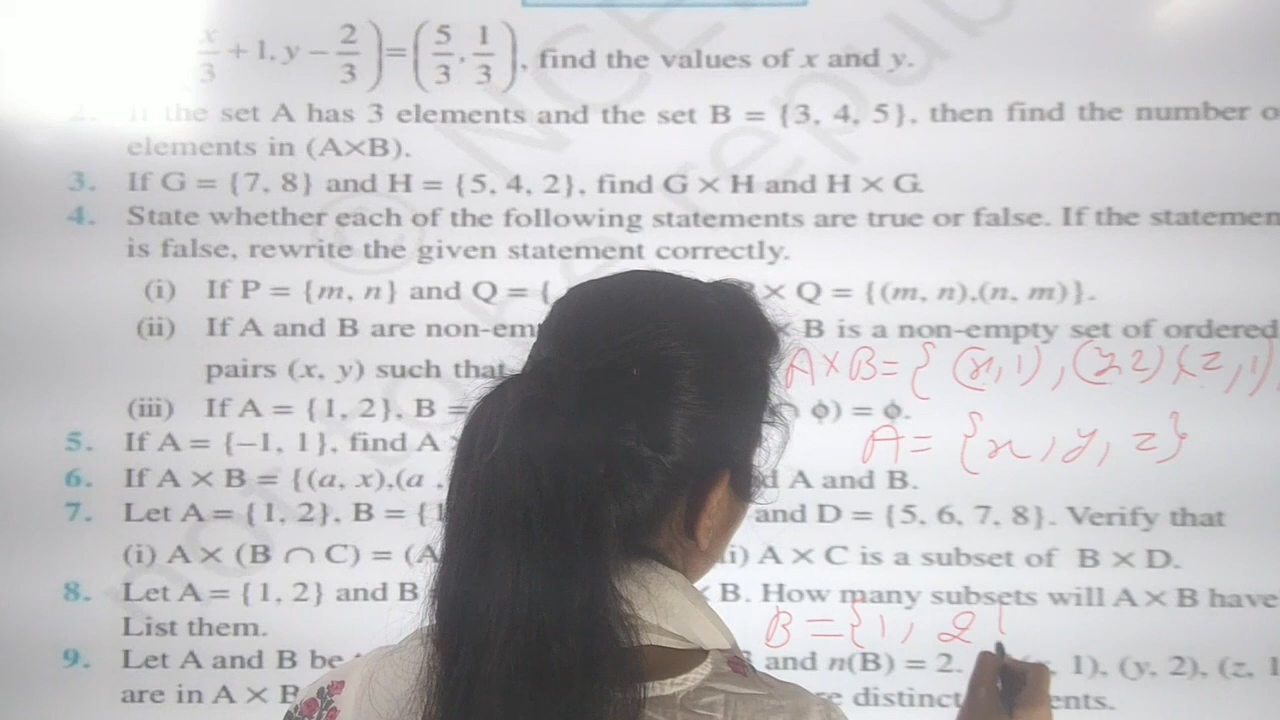 x/3 + 1, y − 2/3) = (5/3, 1/3), find the values of x and y.
2. If the set A has 3 elements and the set B = {3, 4, 5}, then find the number o
elements in (A×B).
3. If G = {7, 8} and H = {5, 4, 2}, find G × H and H × G.
4. State whether each of the following statements are true or false. If the statemen
is false, rewrite the given statement correctly.
(i) If P = {m, n} and Q = { × Q = {(m, n),(n, m)}.
(ii) If A and B are non-em × B is a non-empty set of ordered
A×B={ (x,1), (y,2) (z,1)
pairs (x, y) such that
(iii) If A = {1, 2}, B = ∩ φ) = φ.
A= {x, y, z}
5. If A = {−1, 1}, find A ×
6. If A × B = {(a, x),(a , d A and B.
7. Let A = {1, 2}, B = {1 and D = {5, 6, 7, 8}. Verify that
(i) A × (B ∩ C) = (A i) A × C is a subset of B × D.
8. Let A = {1, 2} and B × B. How many subsets will A × B have
List them.
B = {1, 2
9. Let A and B be and n(B) = 2. 1), (y, 2), (z, 1
are in A × B e distinct ents.